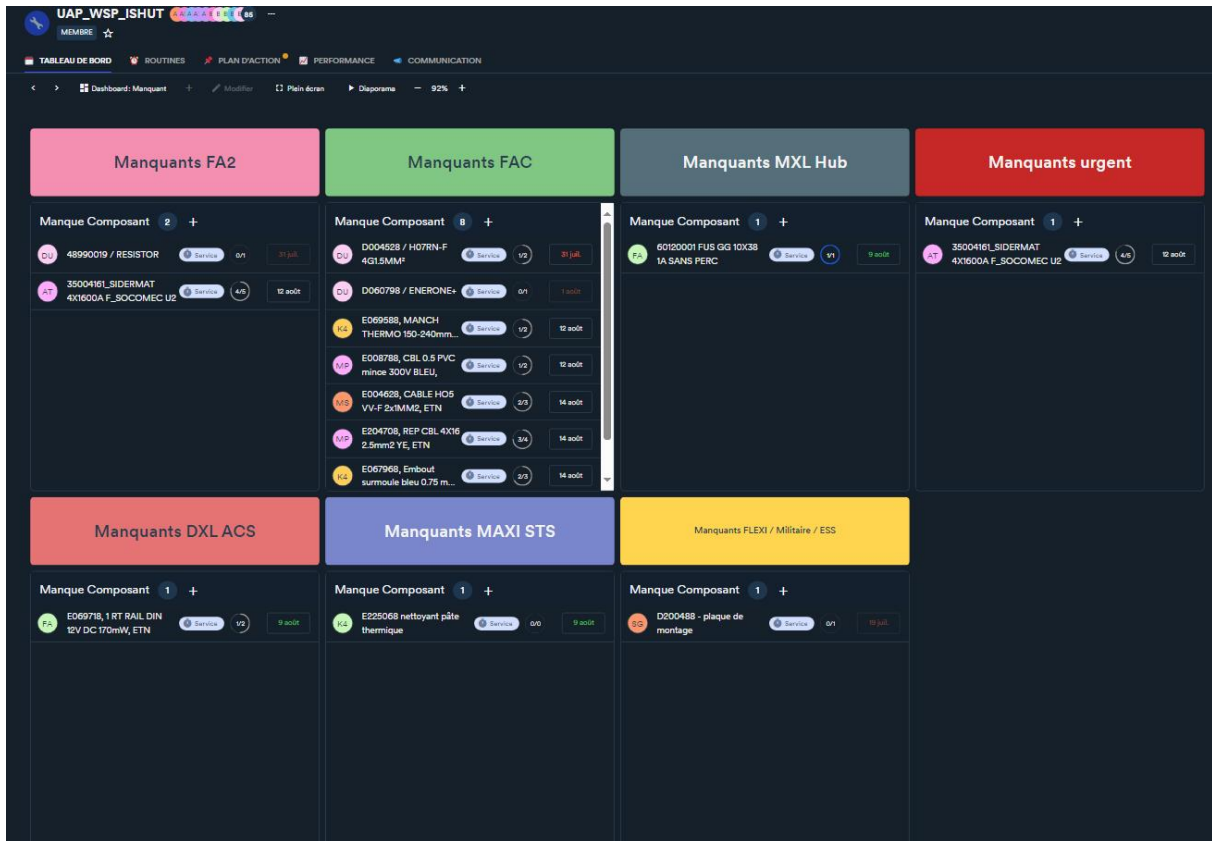 UAP_WSP_ISHUT 86
MEMBRE
TABLEAU DE BORD ROUTINES PLAN D'ACTION PERFORMANCE COMMUNICATION
Dashboard: Manquant + Modifier Plein écran Diaporama — 92% +
Manquants FA2
Manque Composant 2 +
DU 48990019 / RESISTOR Service 0/1 31 juil.
AT 35004161_SIDERMAT
4X1600A F_SOCOMEC U2 Service 4/5 12 août
Manquants FAC
Manque Composant 8 +
DU D004528 / H07RN-F
4G1.5MM² Service 1/2 31 juil.
DU D060798 / ENERONE+ Service 0/1 1 août
K4 E069588, MANCH
THERMO 150-240mm... Service 1/2 12 août
MP E008788, CBL 0.5 PVC
mince 300V BLEU, Service 1/2 12 août
MS E004628, CABLE HO5
VV-F 2x1MM2, ETN Service 2/3 14 août
MP E204708, REP CBL 4X16
2.5mm2 YE, ETN Service 3/4 14 août
K4 E067968, Embout
surmoule bleu 0.75 m... Service 2/3 14 août
Manquants MXL Hub
Manque Composant 1 +
FA 60120001 FUS GG 10X38
1A SANS PERC Service 1/1 9 août
Manquants urgent
Manque Composant 1 +
AT 35004161_SIDERMAT
4X1600A F_SOCOMEC U2 Service 4/5 12 août
Manquants DXL ACS
Manque Composant 1 +
FA E069718, 1 RT RAIL DIN
12V DC 170mW, ETN Service 1/2 9 août
Manquants MAXI STS
Manque Composant 1 +
K4 E225068 nettoyant pâte
thermique Service 0/0 9 août
Manquants FLEXI / Militaire / ESS
Manque Composant 1 +
SG D200488 - plaque de
montage Service 0/1 19 juil.